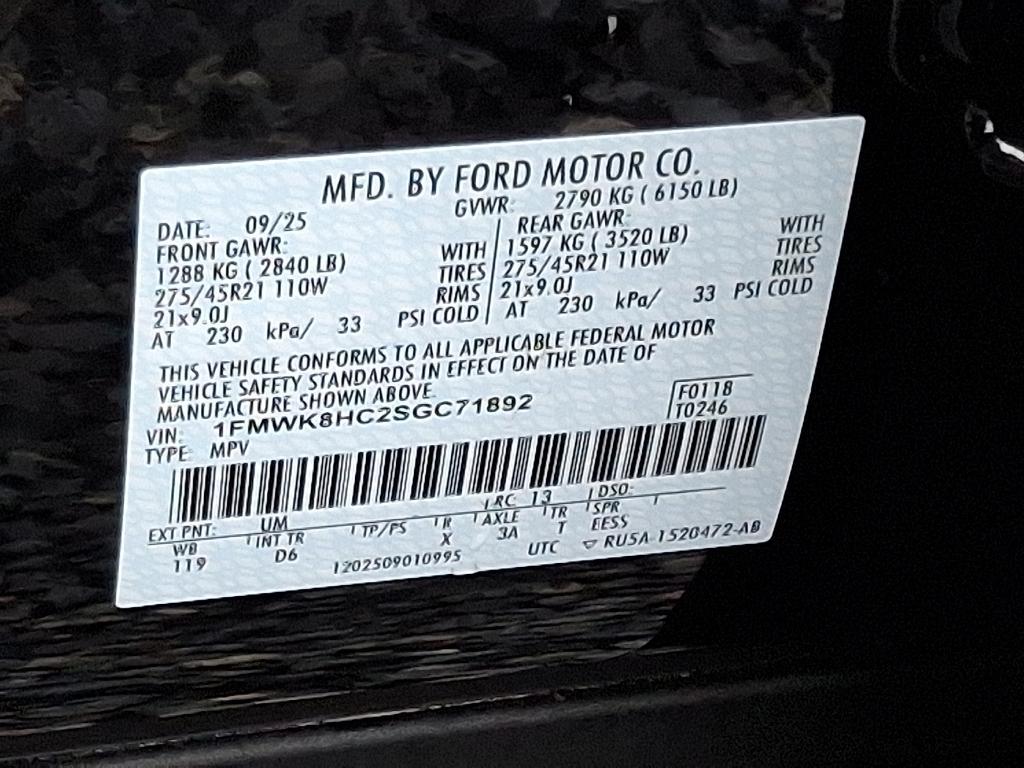 MFD. BY FORD MOTOR CO.
DATE: 09/25 GVWR: 2790 KG ( 6150 LB)
FRONT GAWR: REAR GAWR:
1288 KG ( 2840 LB) WITH 1597 KG ( 3520 LB) WITH
275/45R21 110W TIRES 275/45R21 110W TIRES
21x9.0J RIMS 21x9.0J RIMS
AT 230 kPa/ 33 PSI COLD AT 230 kPa/ 33 PSI COLD
THIS VEHICLE CONFORMS TO ALL APPLICABLE FEDERAL MOTOR
VEHICLE SAFETY STANDARDS IN EFFECT ON THE DATE OF
MANUFACTURE SHOWN ABOVE.
VIN: 1FMWK8HC2SGC71892 F0118
TYPE: MPV T0246
EXT PNT: UM RC 13 DSO:
WB INT TR TP/PS R AXLE TR SPR
119 D6 X 3A T EESS
1202509010995 UTC ▽ RU5A-1520472-AB